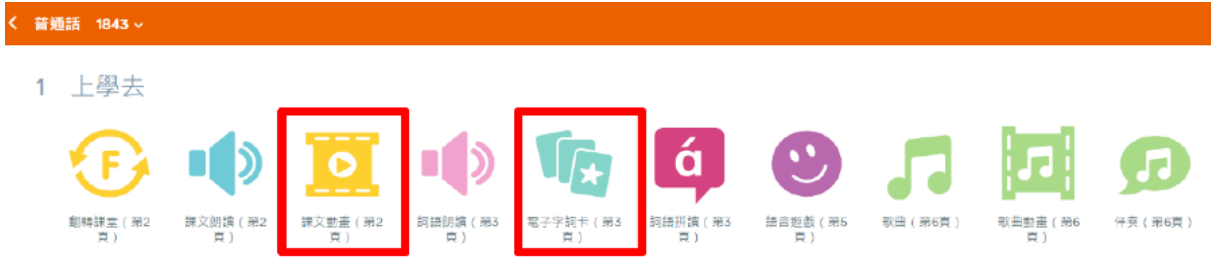 普通話 1843
1 上學去
F
á
翻轉課堂（第2頁）
課文朗讀（第2頁）
課文動畫（第2頁）
詞語朗讀（第3頁）
電子字詞卡（第3頁）
詞語拼讀（第3頁）
語音遊戲（第5頁）
歌曲（第6頁）
歌曲動畫（第6頁）
伴奏（第6頁）